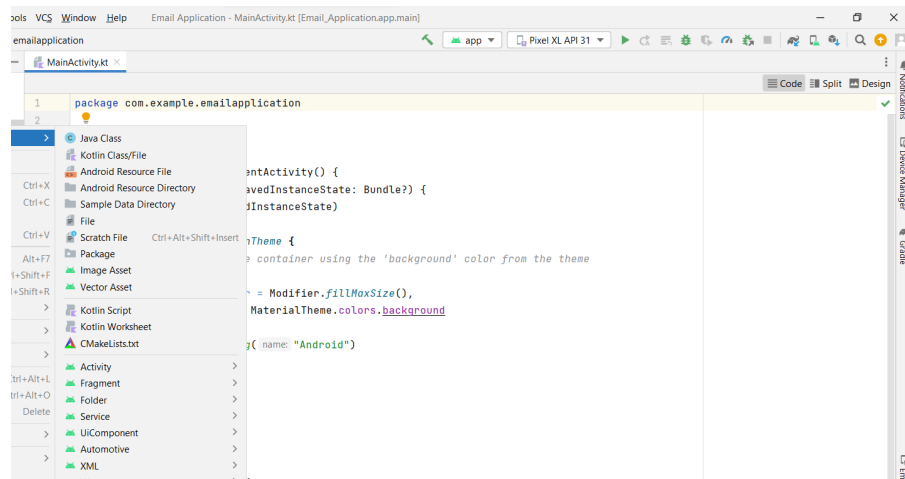 ools VCS Window Help Email Application - MainActivity.kt [Email_Application.app.main]
emailapplication
app
Pixel XL API 31
MainActivity.kt
Code Split Design
1 package com.example.emailapplication
2
Java Class
Kotlin Class/File
Android Resource File
entActivity() {
Ctrl+X Android Resource Directory
avedInstanceState: Bundle?) {
Ctrl+C Sample Data Directory
dInstanceState)
File
Ctrl+V Scratch File Ctrl+Alt+Shift+Insert
nTheme {
Alt+F7 Package
e container using the 'background' color from the theme
l+Shift+F Image Asset
l+Shift+R Vector Asset
r = Modifier.fillMaxSize(),
Kotlin Script
MaterialTheme.colors.background
Kotlin Worksheet
CMakeLists.txt
g( name: "Android")
Activity
trl+Alt+L Fragment
trl+Alt+O Folder
Delete Service
UiComponent
Automotive
XML
Notifications
Device Manager
Gradle
Em